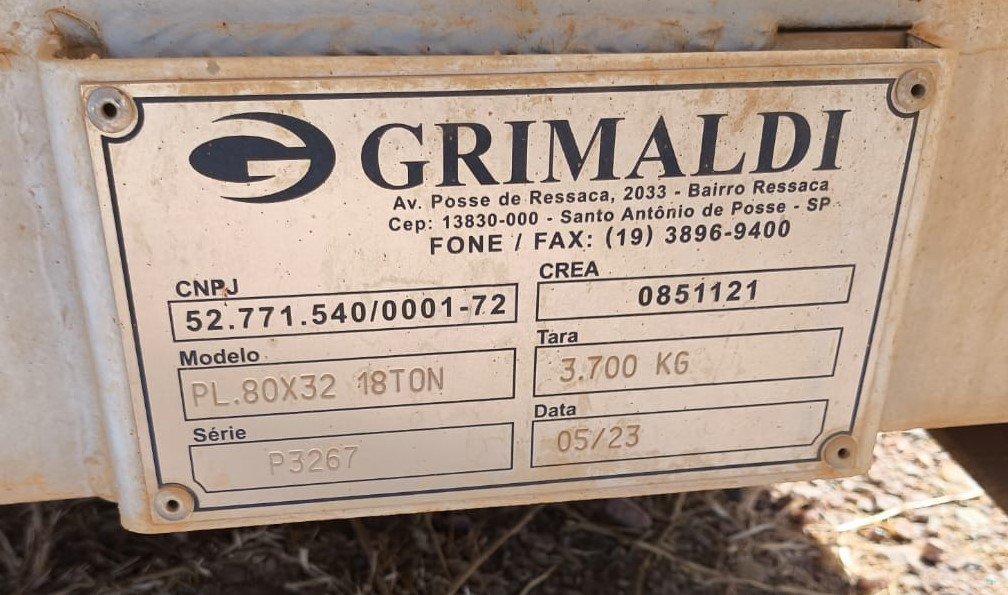 GRIMALDI
Av. Posse de Ressaca, 2033 - Bairro Ressaca
Cep: 13830-000 - Santo Antônio de Posse - SP
FONE / FAX: (19) 3896-9400
CNPJ
52.771.540/0001-72
CREA
0851121
Modelo
PL.80X32 18TON
Tara
3.700 KG
Série
P3267
Data
05/23